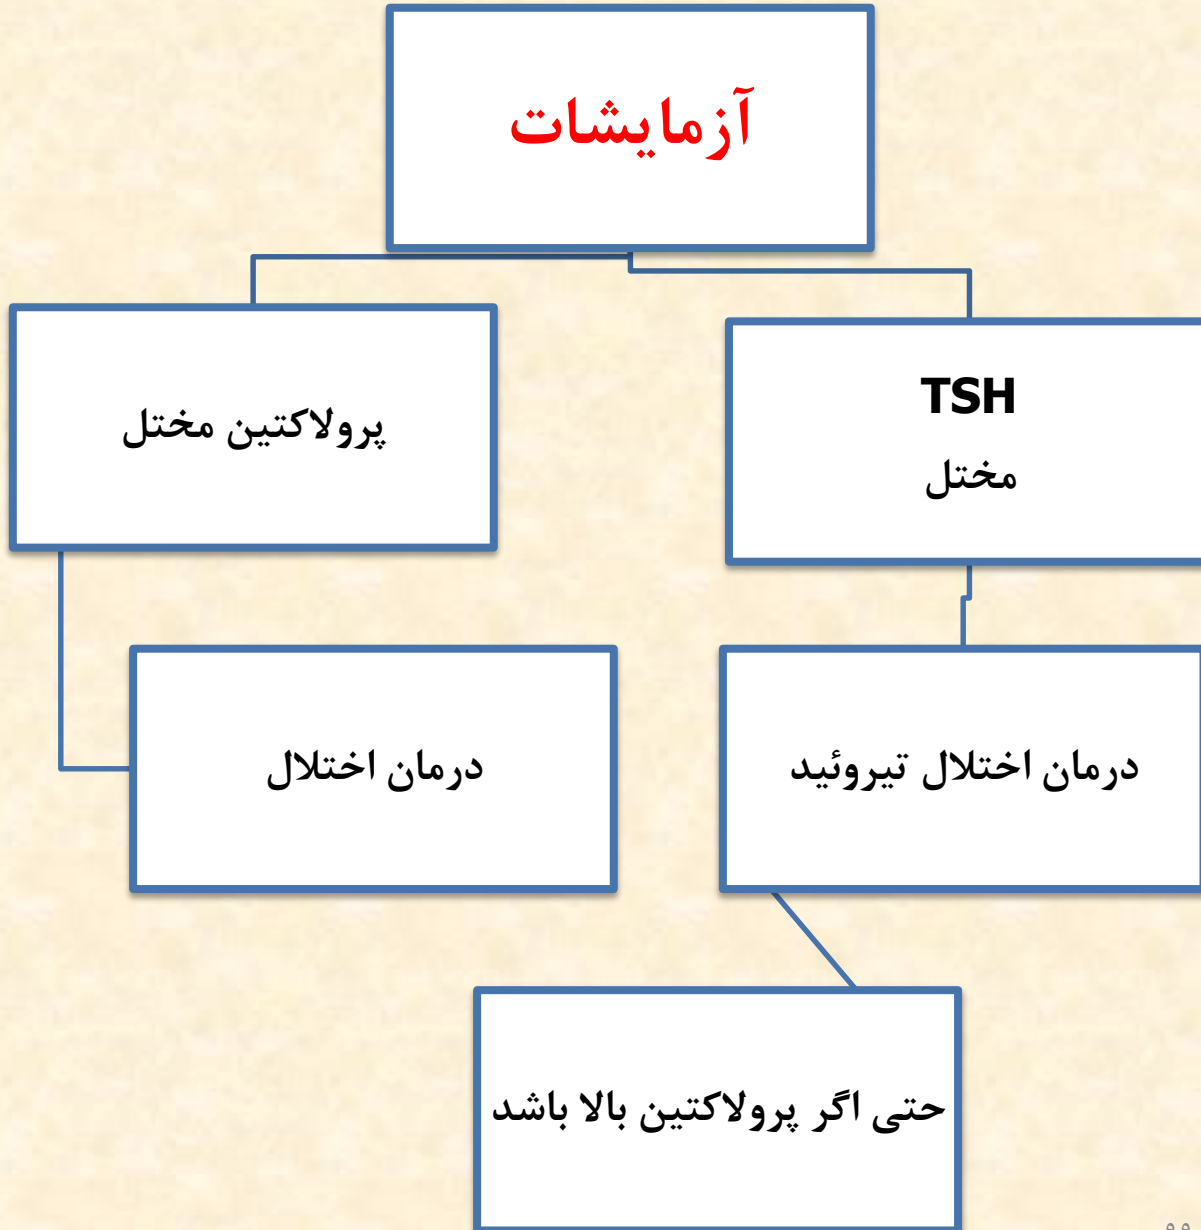 آزمایشات
TSH
مختل
پرولاکتین مختل
درمان اختلال تیروئید
درمان اختلال
حتی اگر پرولاکتین بالا باشد